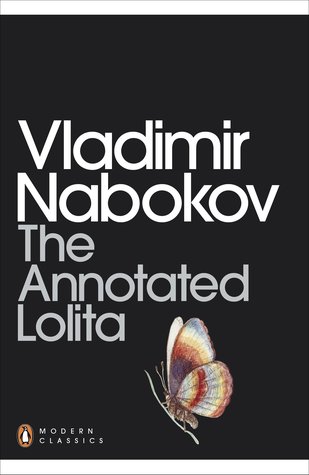 Vladimir
Nabokov
The
Annotated
Lolita
MODERN
CLASSICS